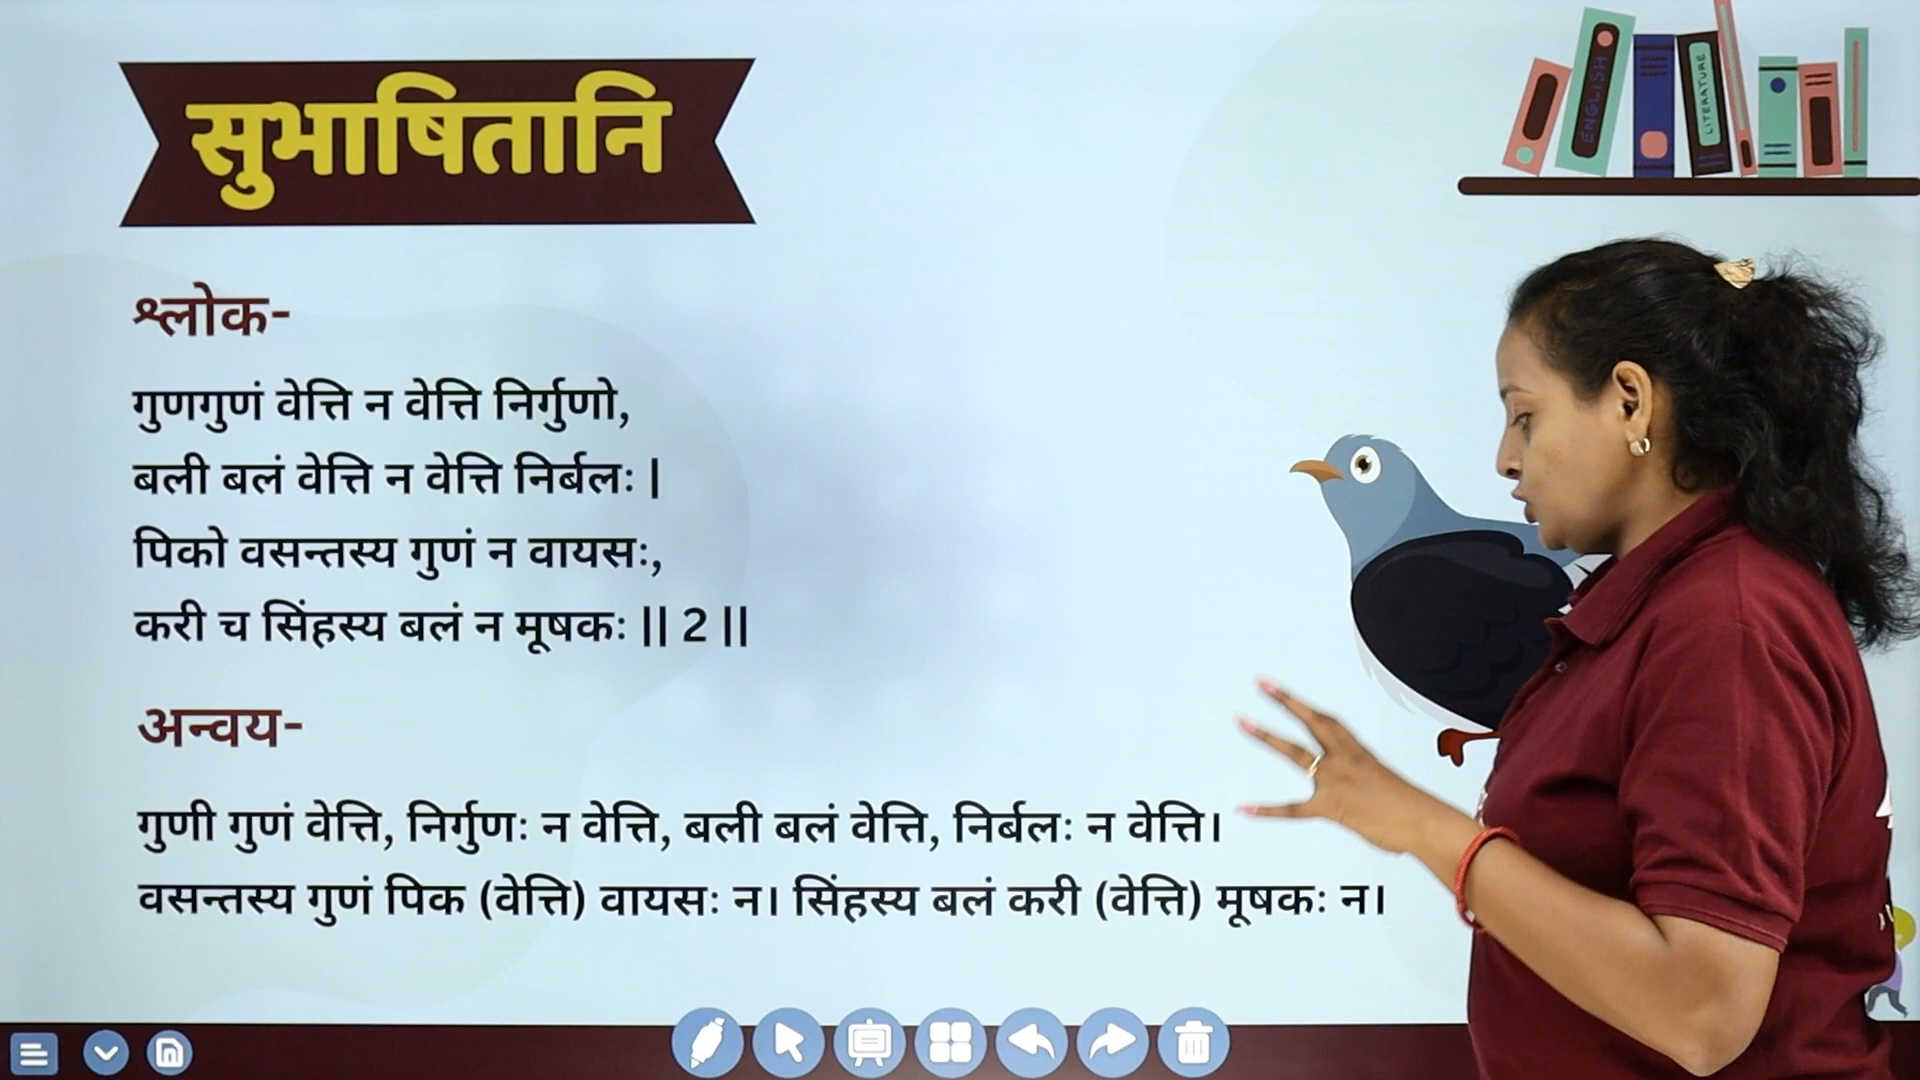 सुभाषितानि
ENGLISH
LITERATURE
श्लोक-
गुणगुणं वेत्ति न वेत्ति निर्गुणो,
बली बलं वेत्ति न वेत्ति निर्बलः |
पिको वसन्तस्य गुणं न वायसः,
करी च सिंहस्य बलं न मूषकः || 2 ||
अन्वय-
गुणी गुणं वेत्ति, निर्गुणः न वेत्ति, बली बलं वेत्ति, निर्बलः न वेत्ति।
वसन्तस्य गुणं पिक (वेत्ति) वायसः न। सिंहस्य बलं करी (वेत्ति) मूषकः न।